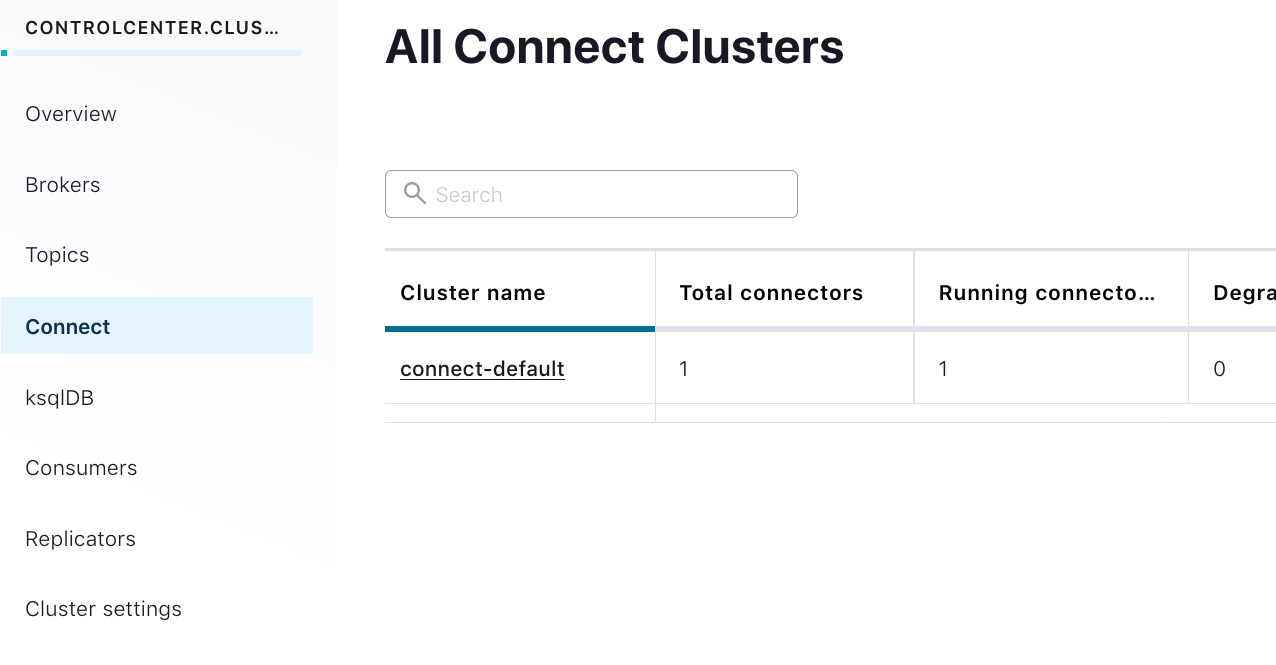 CONTROLCENTER.CLUS...
All Connect Clusters
Overview
Brokers
Topics
Connect
ksqlDB
Consumers
Replicators
Cluster settings
Search
Cluster name Total connectors Running connecto... Degra
connect-default 1 1 0